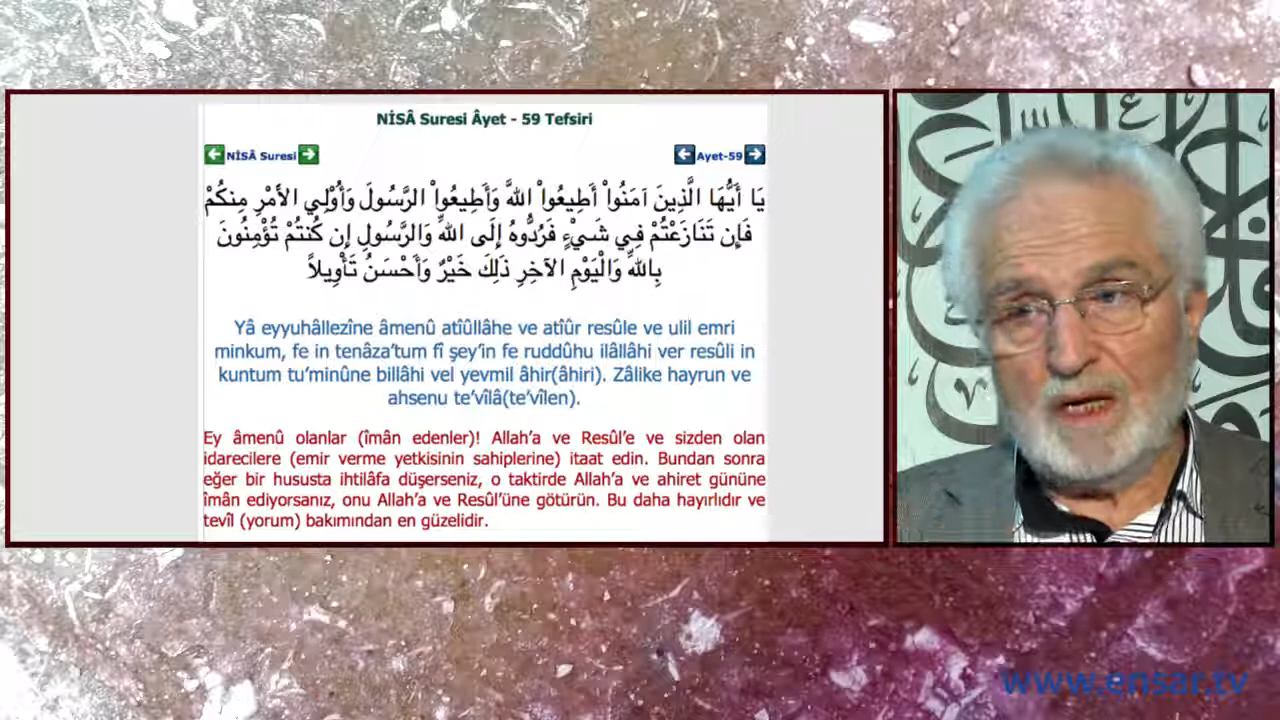 NİSÂ Suresi Âyet - 59 Tefsiri
NİSÂ Suresi
Ayet-59
يَا أَيُّهَا الَّذِينَ آمَنُواْ أَطِيعُواْ اللّهَ وَأَطِيعُواْ الرَّسُولَ وَأُوْلِي الأَمْرِ مِنكُمْ
فَإِن تَنَازَعْتُمْ فِي شَيْءٍ فَرُدُّوهُ إِلَى اللّهِ وَالرَّسُولِ إِن كُنتُمْ تُؤْمِنُونَ
بِاللّهِ وَالْيَوْمِ الآخِرِ ذَلِكَ خَيْرٌ وَأَحْسَنُ تَأْوِيلاً
Yâ eyyuhâllezîne âmenû atîûllâhe ve atîûr resûle ve ulil emri
minkum, fe in tenâza’tum fî şey’in fe ruddûhu ilâllâhi ver resûli in
kuntum tu’minûne billâhi vel yevmil âhir(âhiri). Zâlike hayrun ve
ahsenu te’vîlâ(te’vîlen).
Ey âmenû olanlar (îmân edenler)! Allah’a ve Resûl’e ve sizden olan
idarecilere (emir verme yetkisinin sahiplerine) itaat edin. Bundan sonra
eğer bir hususta ihtilâfa düşerseniz, o taktirde Allah’a ve ahiret gününe
îmân ediyorsanız, onu Allah’a ve Resûl’üne götürün. Bu daha hayırlıdır ve
tevîl (yorum) bakımından en güzelidir.
www.ensar.tv